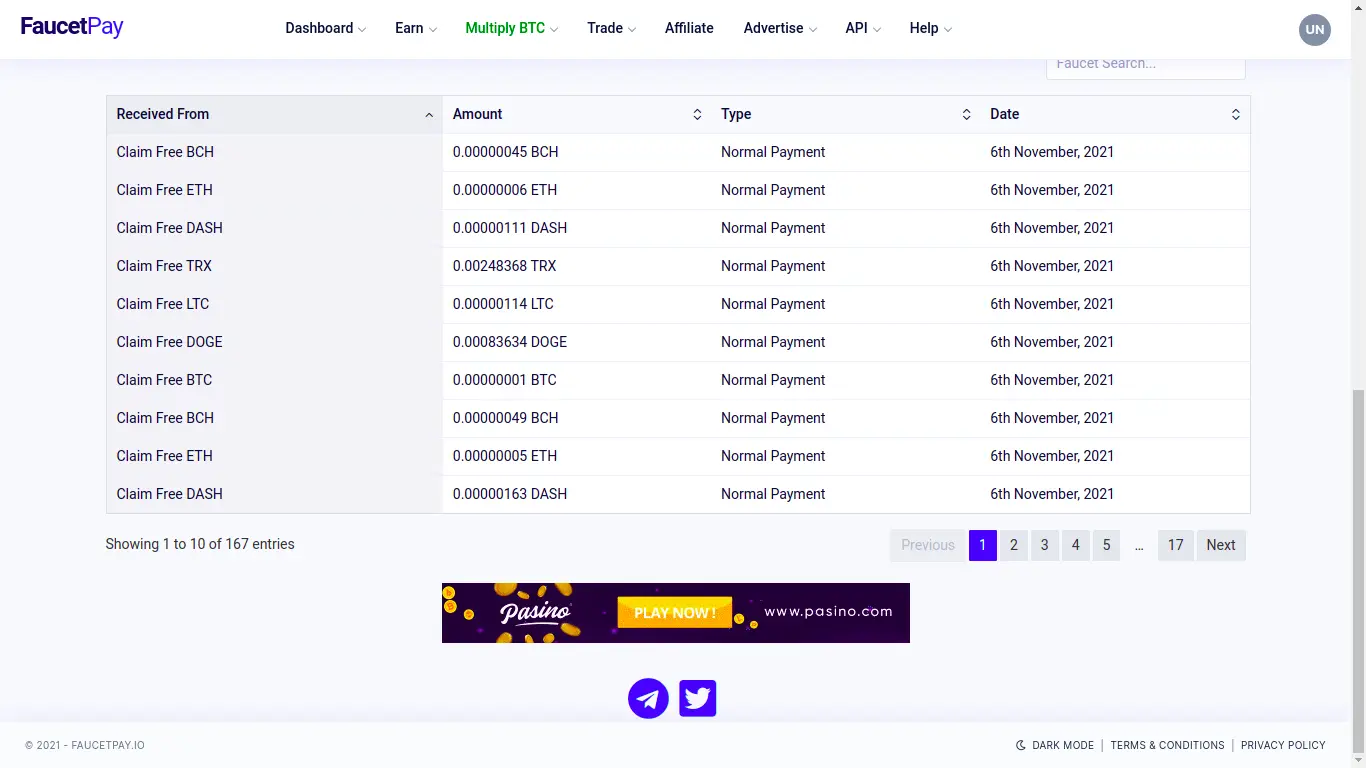 FaucetPay Dashboard Earn Multiply BTC Trade Affiliate Advertise API Help UN
Faucet Search...
Received From Amount Type Date
Claim Free BCH 0.00000045 BCH Normal Payment 6th November, 2021
Claim Free ETH 0.00000006 ETH Normal Payment 6th November, 2021
Claim Free DASH 0.00000111 DASH Normal Payment 6th November, 2021
Claim Free TRX 0.00248368 TRX Normal Payment 6th November, 2021
Claim Free LTC 0.00000114 LTC Normal Payment 6th November, 2021
Claim Free DOGE 0.00083634 DOGE Normal Payment 6th November, 2021
Claim Free BTC 0.00000001 BTC Normal Payment 6th November, 2021
Claim Free BCH 0.00000049 BCH Normal Payment 6th November, 2021
Claim Free ETH 0.00000005 ETH Normal Payment 6th November, 2021
Claim Free DASH 0.00000163 DASH Normal Payment 6th November, 2021
Showing 1 to 10 of 167 entries Previous 1 2 3 4 5 ... 17 Next
Pasino PLAY NOW! www.pasino.com
© 2021 - FAUCETPAY.IO DARK MODE | TERMS & CONDITIONS | PRIVACY POLICY